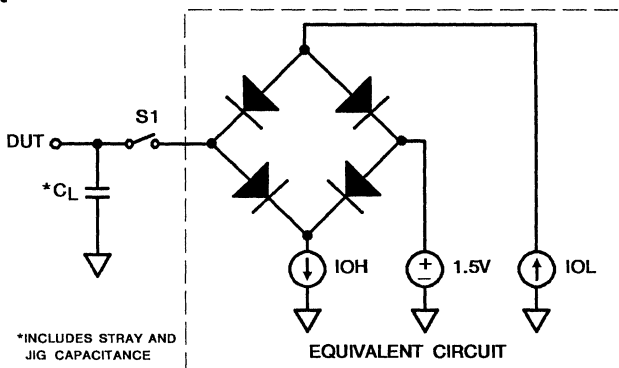 S1
DUT
*CL
IOH
+
−
1.5V
IOL
*INCLUDES STRAY AND
JIG CAPACITANCE
EQUIVALENT CIRCUIT